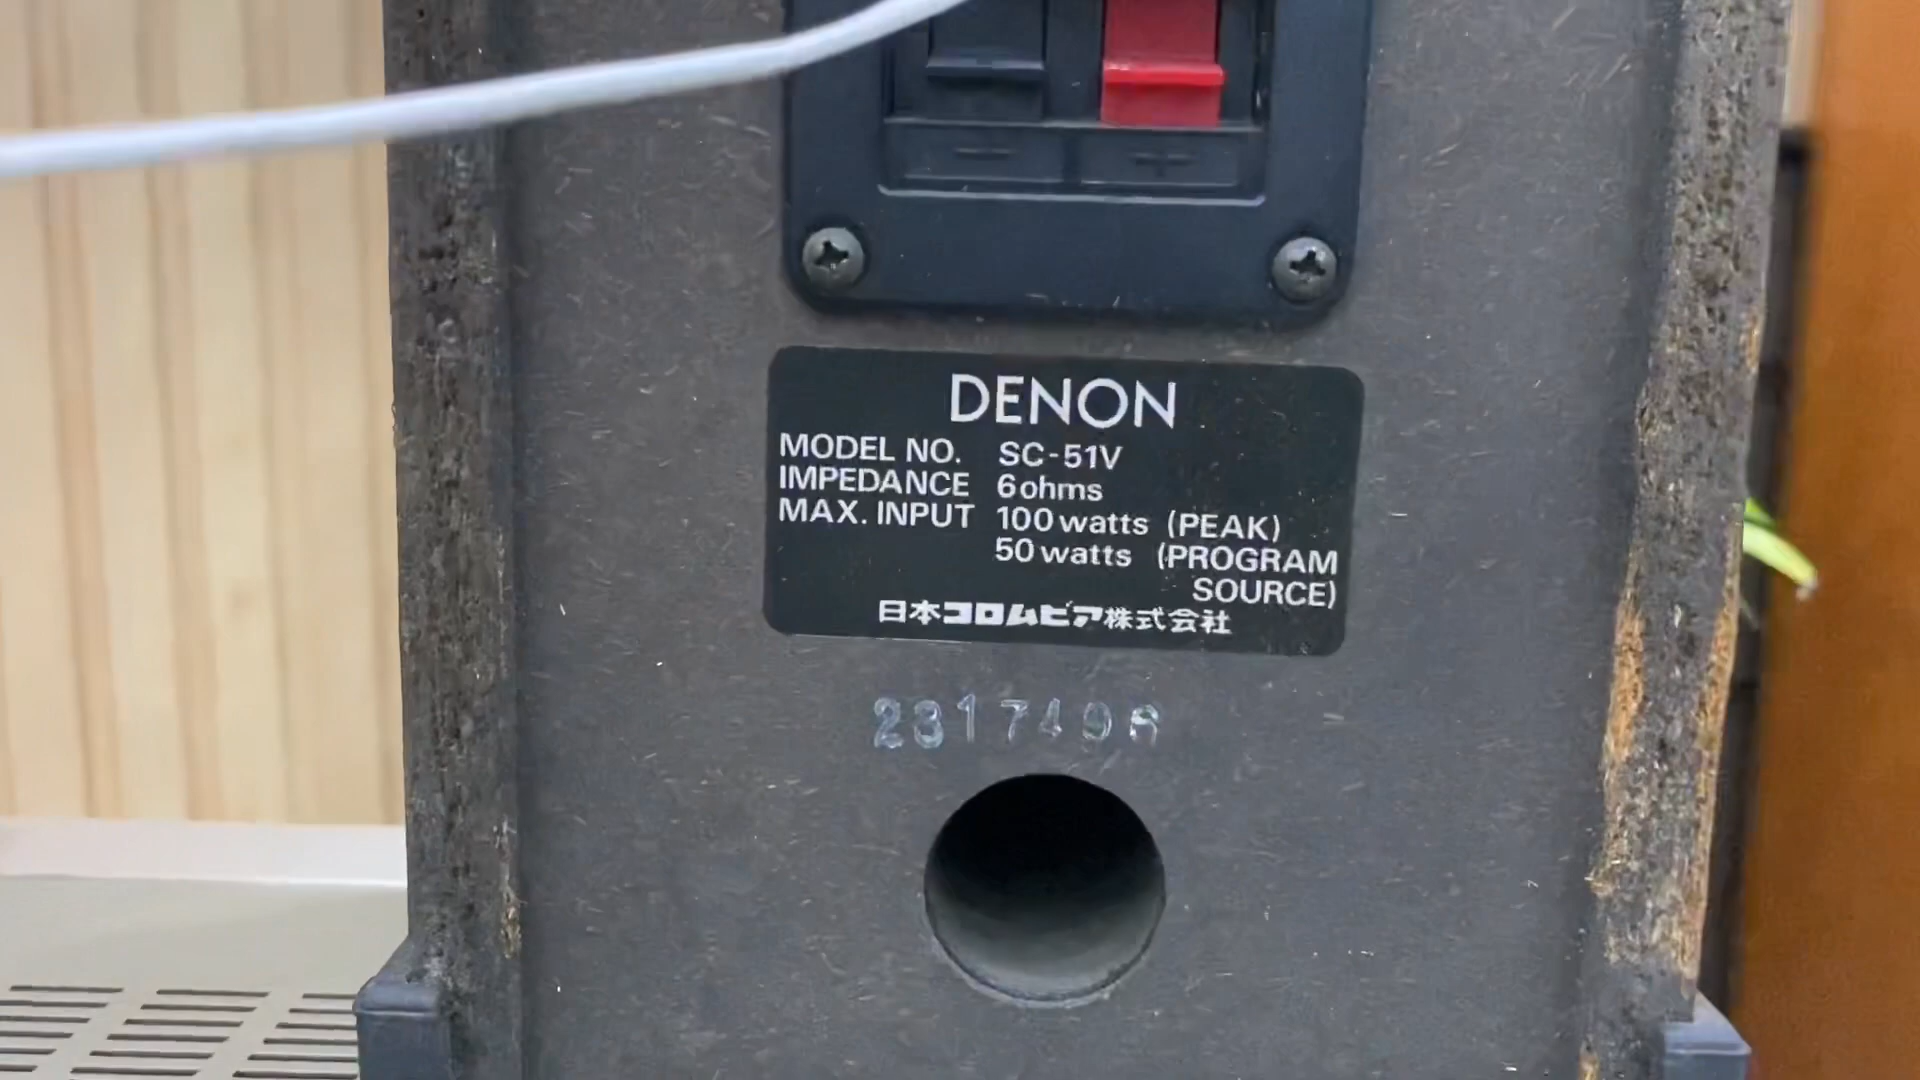 − +
DENON
MODEL NO. SC-51V
IMPEDANCE 6ohms
MAX. INPUT 100watts (PEAK)
50watts (PROGRAM
SOURCE)
日本コロムビア株式会社